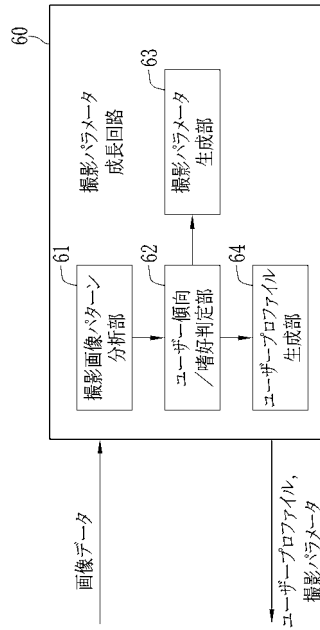 60
撮影パラメータ
成長回路
61
撮影画像パターン
分析部
62
ユーザー傾向
／嗜好判定部
63
撮影パラメータ
生成部
64
ユーザープロファイル
生成部
画像データ
ユーザープロファイル,
撮影パラメータ